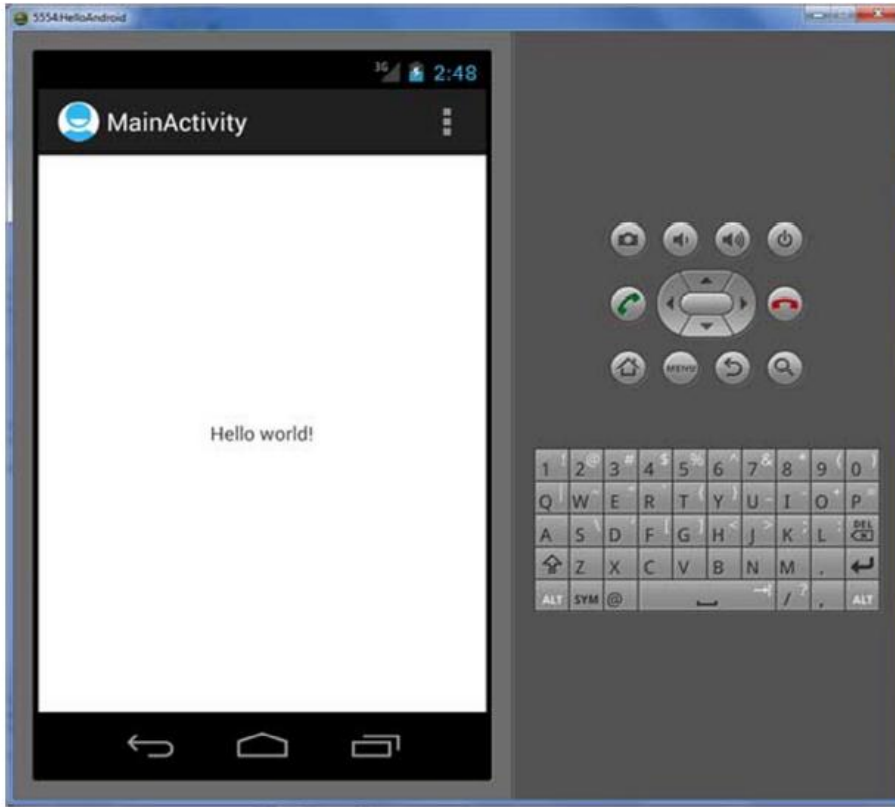 5554:HelloAndroid
3G 2:48
MainActivity
Hello world!
MENU
1 ! 2 @ 3 # 4 $ 5 % 6 ^ 7 & 8 * 9 ( 0 )
Q | W ~ E " R ` T { Y } U _ I - O + P =
A S \ D ' F [ G ] H < J > K ; L : DEL
Z X C V B N M .
ALT SYM @ / ? , ALT